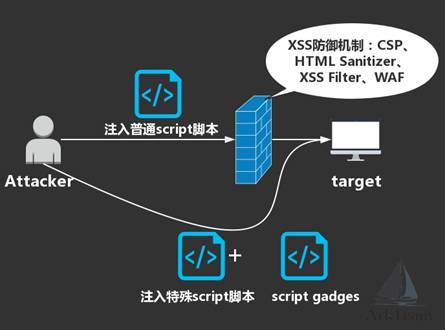 XSS防御机制：CSP、
HTML Sanitizer、
XSS Filter、WAF
注入普通script脚本
Attacker
target
+
注入特殊script脚本
script gadges